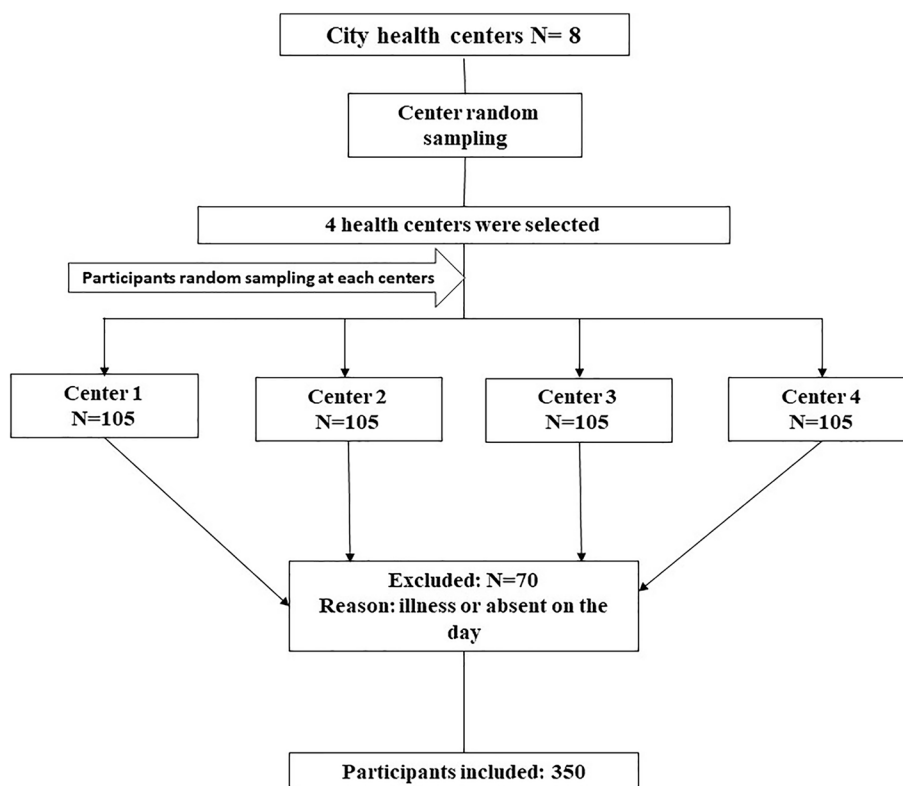 City health centers N= 8
Center random
sampling
4 health centers were selected
Participants random sampling at each centers
Center 1
N=105
Center 2
N=105
Center 3
N=105
Center 4
N=105
Excluded: N=70
Reason: illness or absent on the
day
Participants included: 350